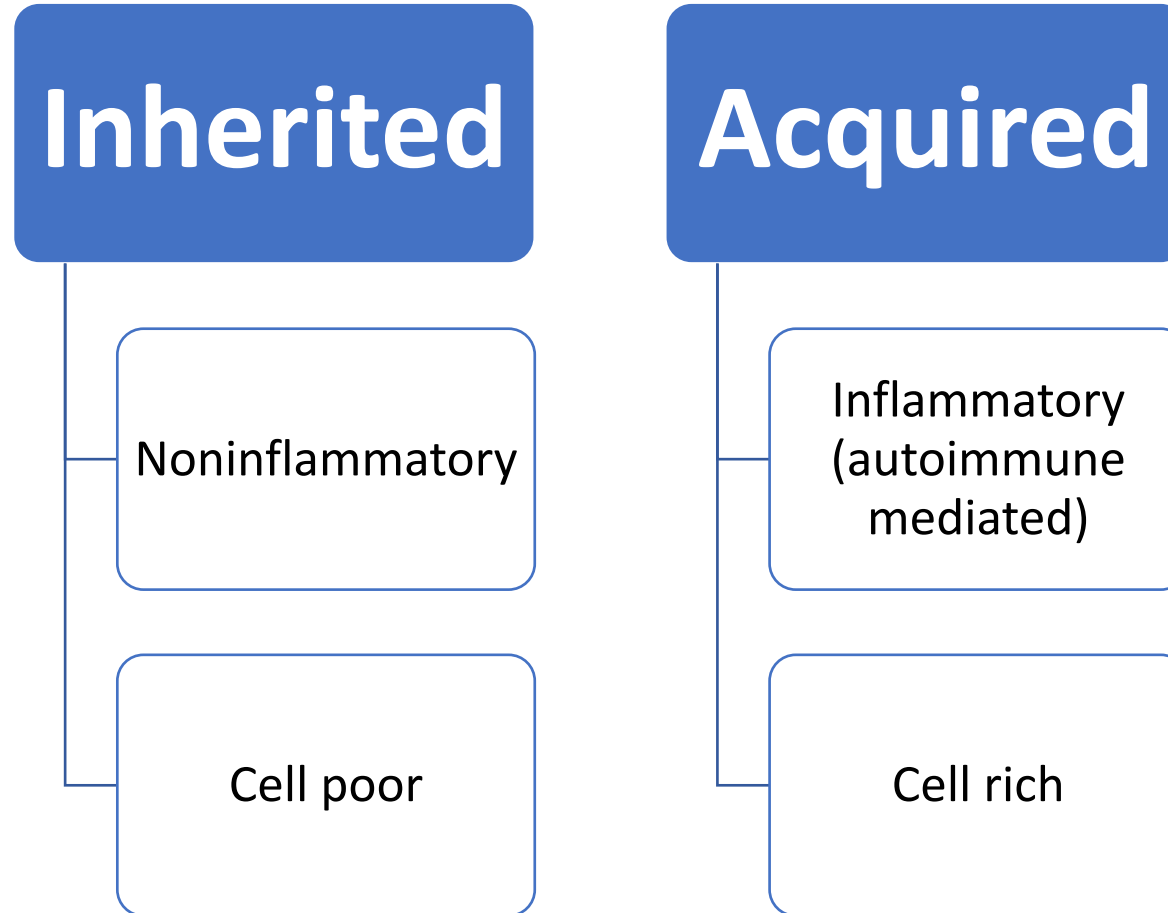 Inherited
Noninflammatory
Cell poor
Acquired
Inflammatory
(autoimmune
mediated)
Cell rich